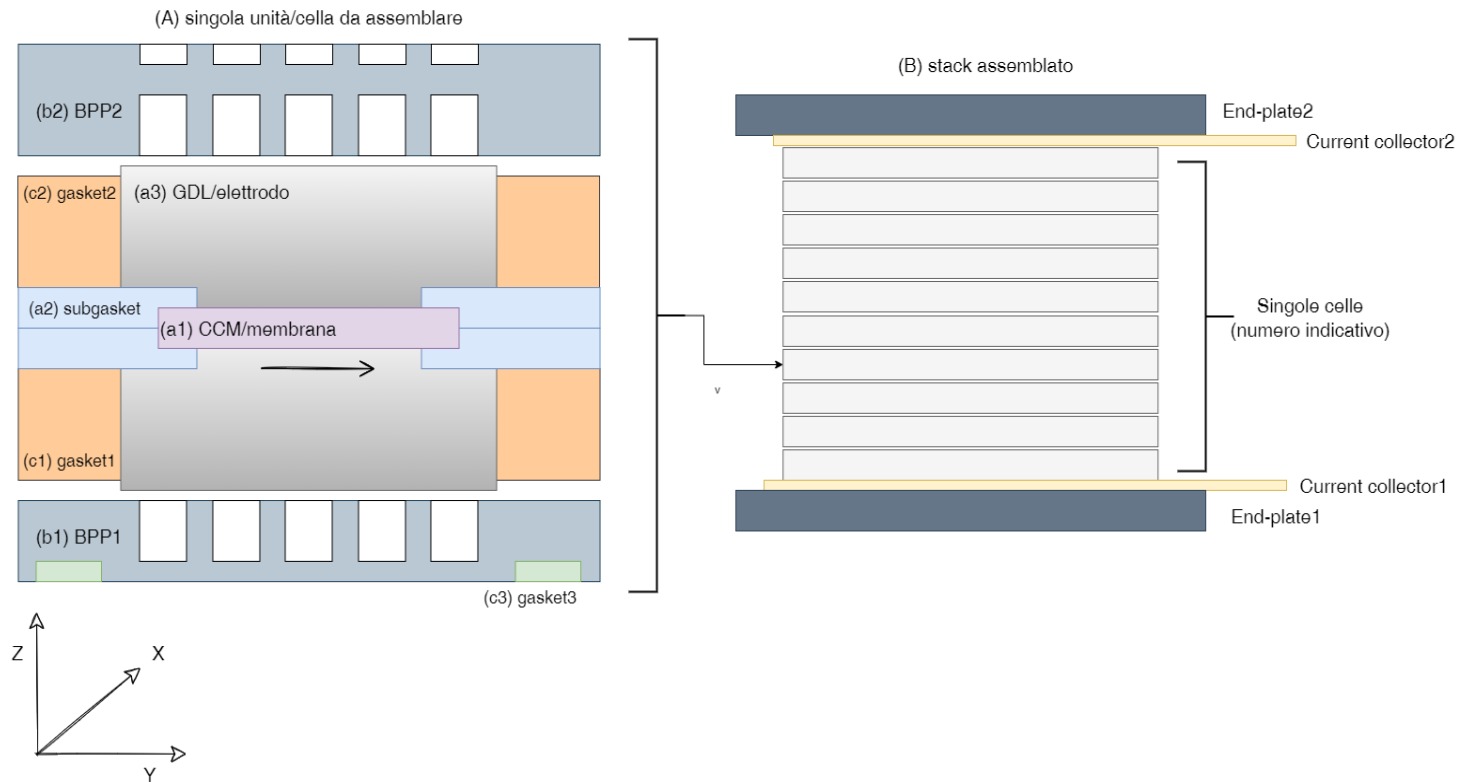 (A) singola unità/cella da assemblare
(b2) BPP2
(c2) gasket2
(a3) GDL/elettrodo
(a2) subgasket
(a1) CCM/membrana
(c1) gasket1
(b1) BPP1
(c3) gasket3
Z
X
Y
v
(B) stack assemblato
End-plate2
Current collector2
Singole celle
(numero indicativo)
Current collector1
End-plate1